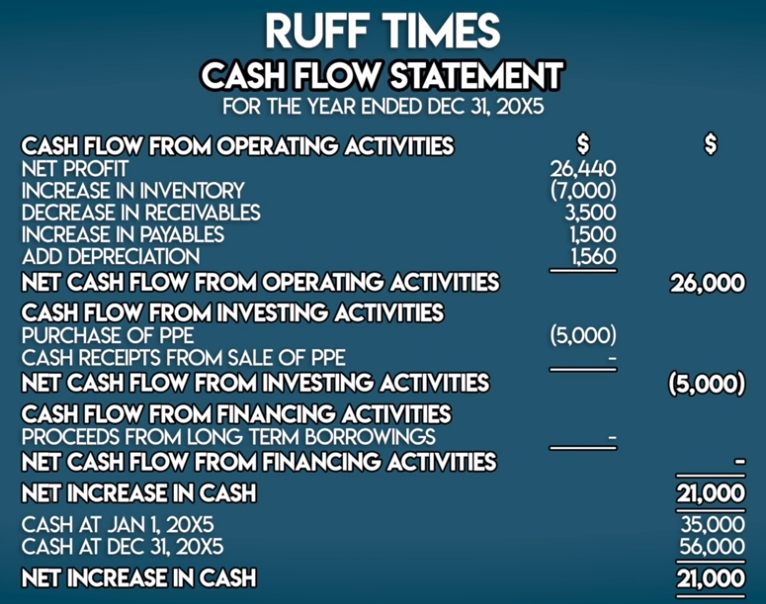 RUFF TIMES
CASH FLOW STATEMENT
FOR THE YEAR ENDED DEC 31, 20X5
CASH FLOW FROM OPERATING ACTIVITIES $ $
NET PROFIT 26,440
INCREASE IN INVENTORY (7,000)
DECREASE IN RECEIVABLES 3,500
INCREASE IN PAYABLES 1,500
ADD DEPRECIATION 1,560
NET CASH FLOW FROM OPERATING ACTIVITIES 26,000
CASH FLOW FROM INVESTING ACTIVITIES
PURCHASE OF PPE (5,000)
CASH RECEIPTS FROM SALE OF PPE -
NET CASH FLOW FROM INVESTING ACTIVITIES (5,000)
CASH FLOW FROM FINANCING ACTIVITIES
PROCEEDS FROM LONG TERM BORROWINGS -
NET CASH FLOW FROM FINANCING ACTIVITIES -
NET INCREASE IN CASH 21,000
CASH AT JAN 1, 20X5 35,000
CASH AT DEC 31, 20X5 56,000
NET INCREASE IN CASH 21,000